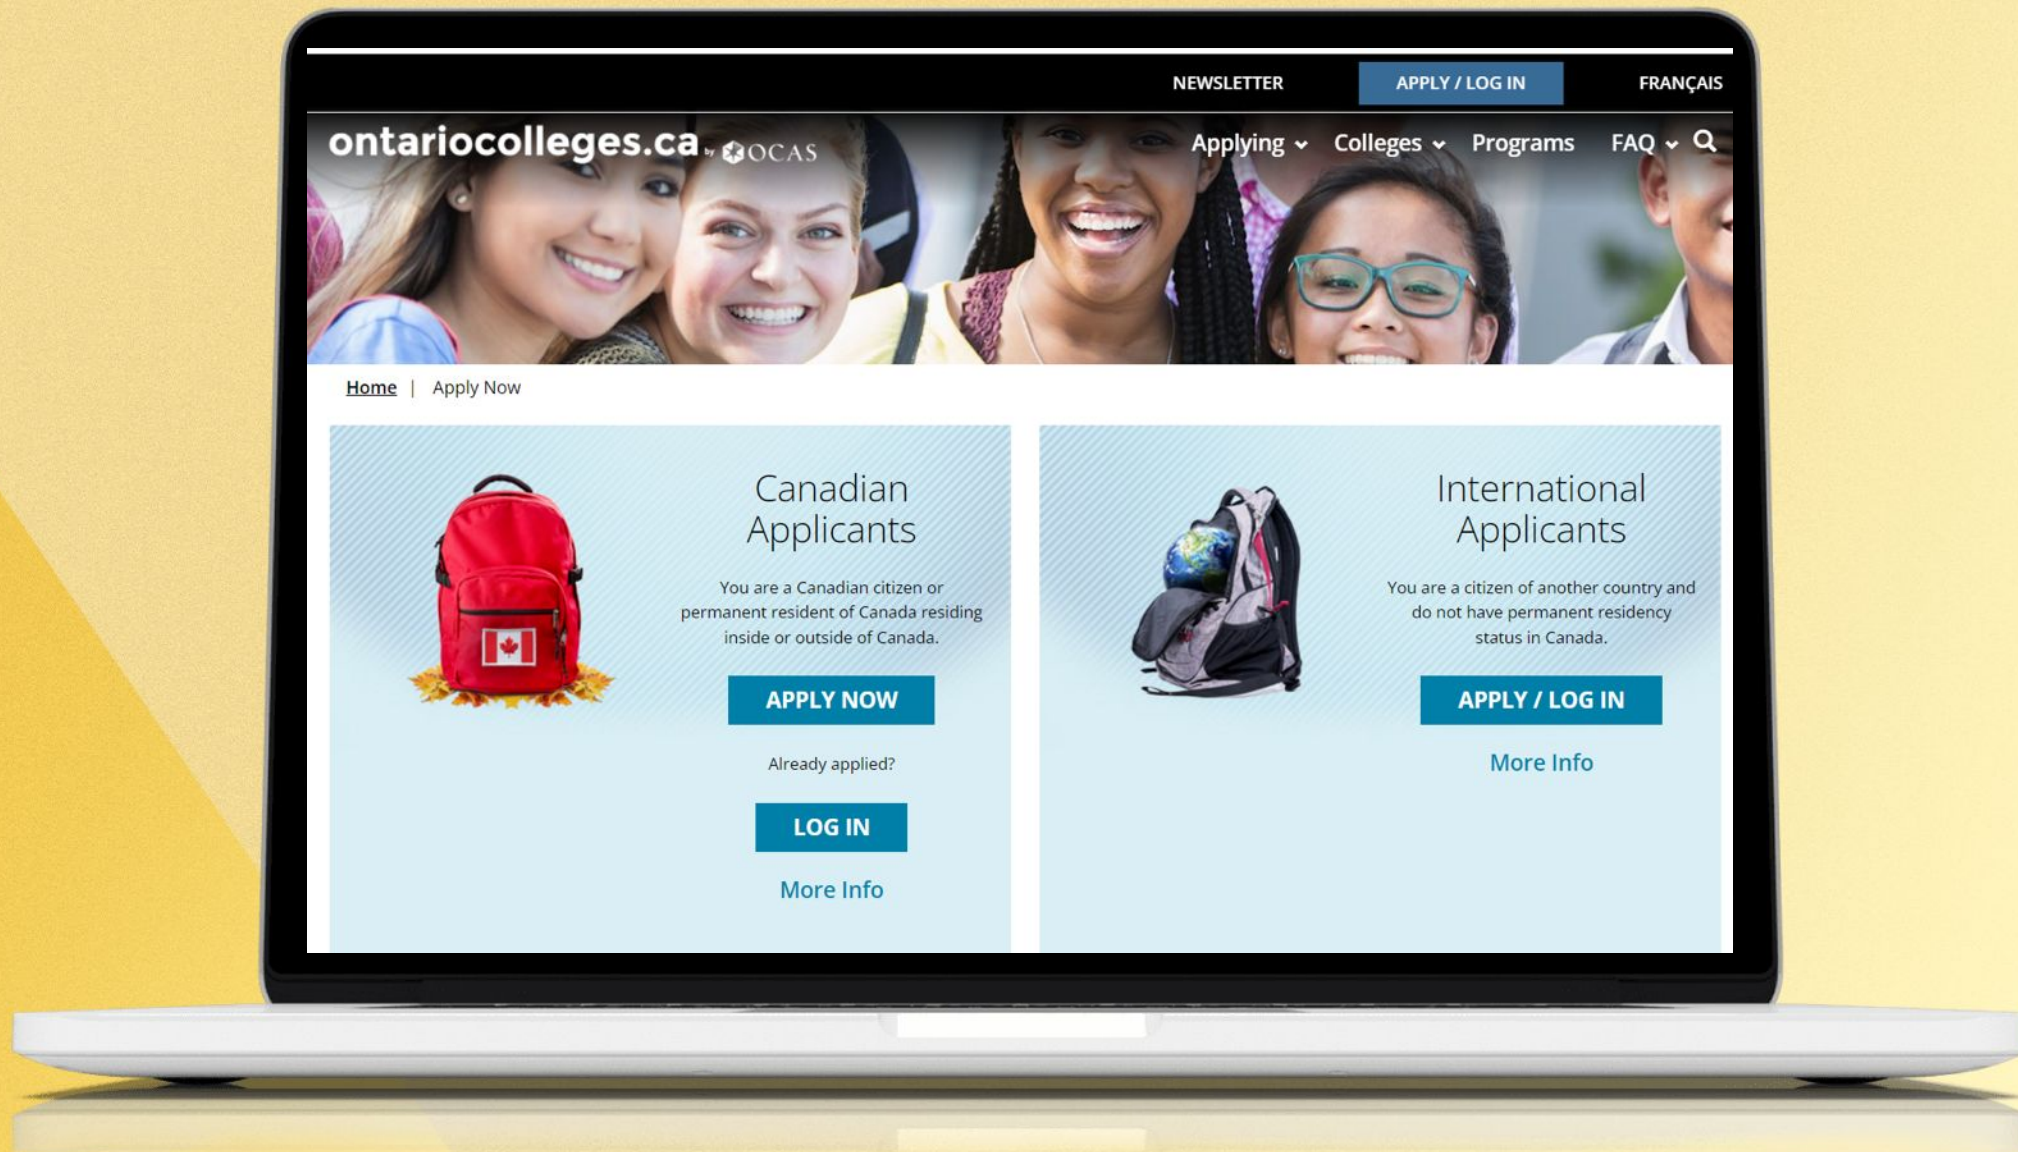 NEWSLETTER
APPLY / LOG IN
FRANÇAIS
ontariocolleges.ca by OCAS
Applying
Colleges
Programs
FAQ
Home | Apply Now
Canadian
Applicants
You are a Canadian citizen or
permanent resident of Canada residing
inside or outside of Canada.
APPLY NOW
Already applied?
LOG IN
More Info
International
Applicants
You are a citizen of another country and
do not have permanent residency
status in Canada.
APPLY / LOG IN
More Info